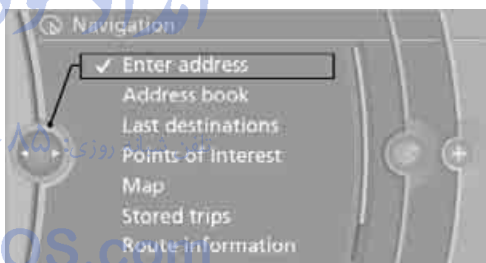 Navigation
✓ Enter address
Address book
Last destinations
Points of Interest
Map
Stored trips
Route information